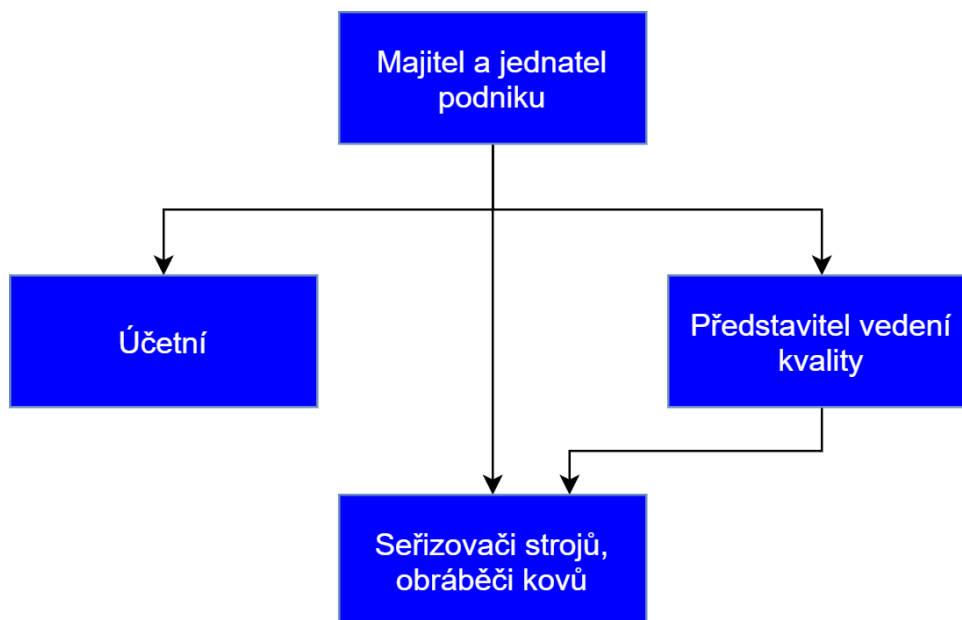 Majitel a jednatel
podniku
Účetní
Představitel vedení
kvality
Seřizovači strojů,
obráběči kovů